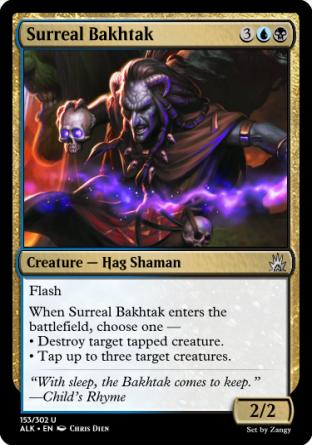 Surreal Bakhtak 3
Creature — Hag Shaman
Flash
When Surreal Bakhtak enters the
battlefield, choose one —
• Destroy target tapped creature.
• Tap up to three target creatures.
“With sleep, the Bakhtak comes to keep.”
—Child's Rhyme
2/2
153/302 U
ALK • EN Chris Dien
Set by Zangy